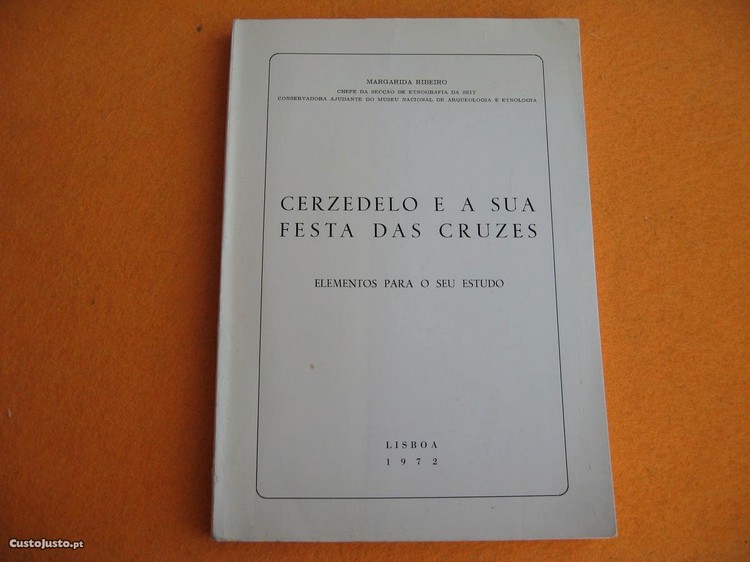 MARGARIDA RIBEIRO
CHEFE DA SECÇÃO DE ETNOGRAFIA DA SEIT
CONSERVADORA AJUDANTE DO MUSEU NACIONAL DE ARQUEOLOGIA E ETNOLOGIA
CERZEDELO E A SUA
FESTA DAS CRUZES
ELEMENTOS PARA O SEU ESTUDO
LISBOA
1972
CustoJusto.pt